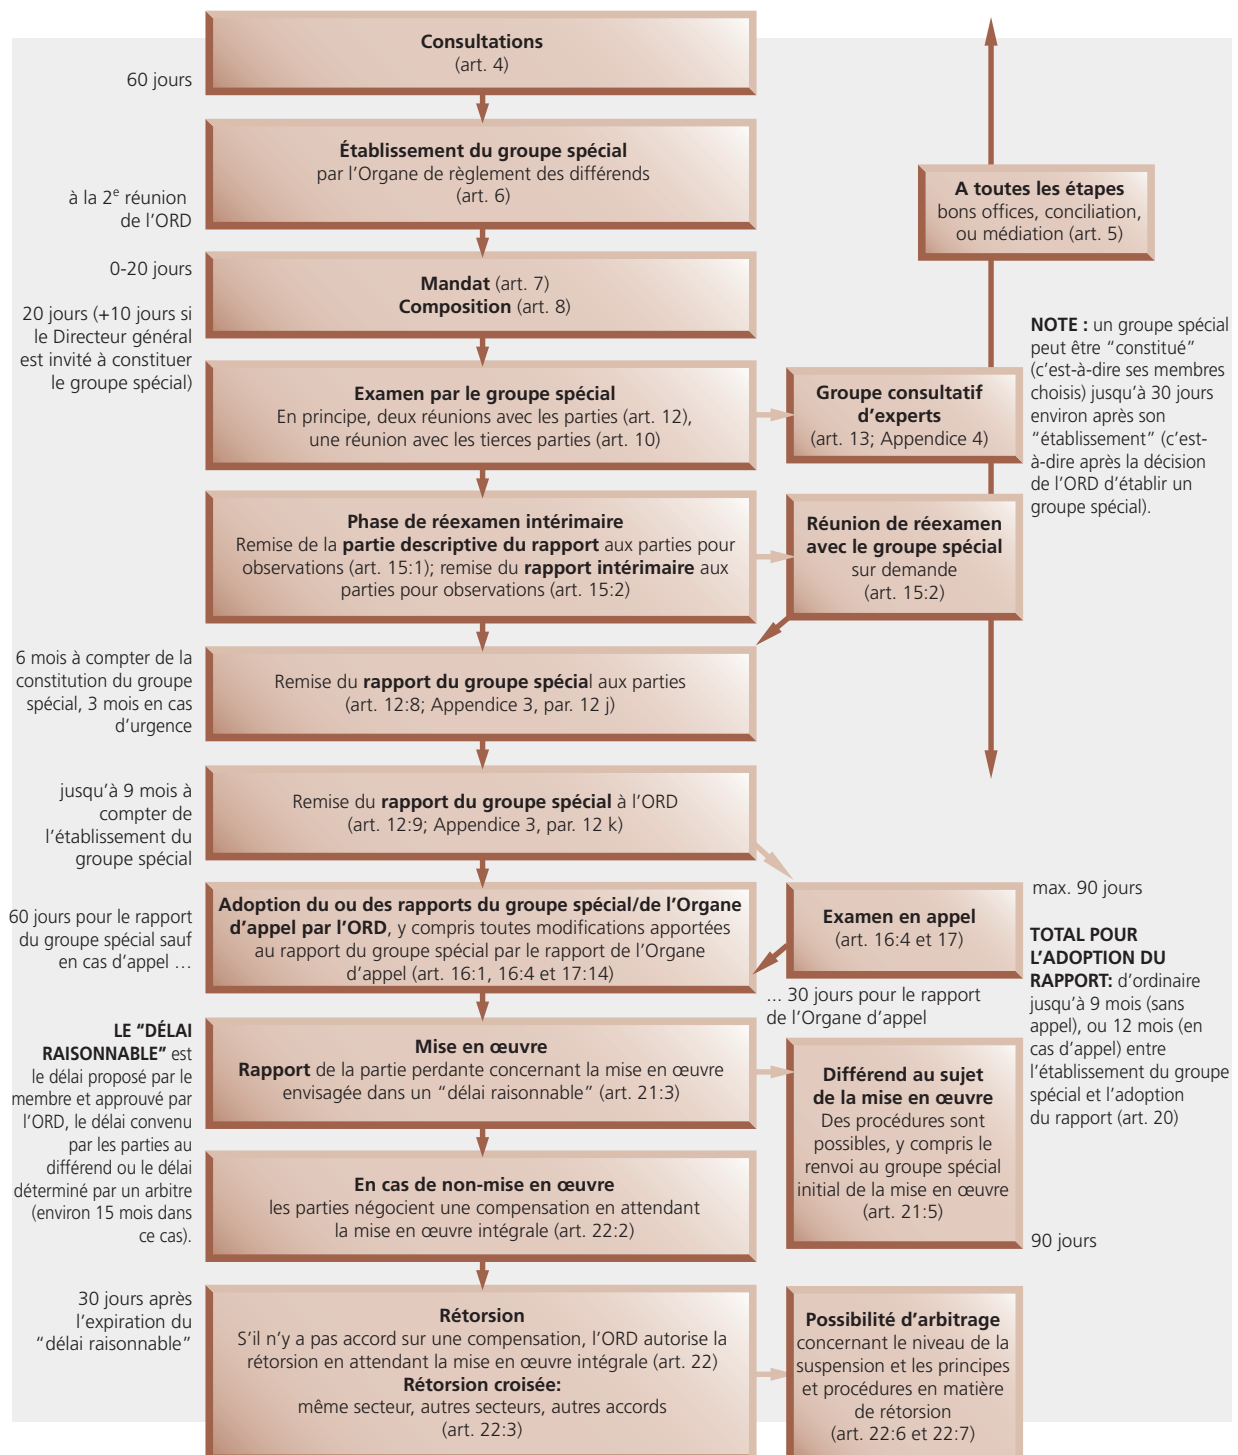 Consultations
(art. 4)
60 jours
Établissement du groupe spécial
par l'Organe de règlement des différends
(art. 6)
à la 2e réunion
de l'ORD
A toutes les étapes
bons offices, conciliation,
ou médiation (art. 5)
0-20 jours
Mandat (art. 7)
Composition (art. 8)
20 jours (+10 jours si
le Directeur général
est invité à constituer
le groupe spécial)
NOTE : un groupe spécial
peut être “constitué”
(c'est-à-dire ses membres
choisis) jusqu'à 30 jours
environ après son
“établissement” (c'est-
à-dire après la décision
de l'ORD d'établir un
groupe spécial).
Examen par le groupe spécial
En principe, deux réunions avec les parties (art. 12),
une réunion avec les tierces parties (art. 10)
Groupe consultatif
d'experts
(art. 13; Appendice 4)
Phase de réexamen intérimaire
Remise de la partie descriptive du rapport aux parties pour
observations (art. 15:1); remise du rapport intérimaire aux
parties pour observations (art. 15:2)
Réunion de réexamen
avec le groupe spécial
sur demande
(art. 15:2)
6 mois à compter de la
constitution du groupe
spécial, 3 mois en cas
d'urgence
Remise du rapport du groupe spécial aux parties
(art. 12:8; Appendice 3, par. 12 j)
jusqu'à 9 mois à
compter de
l'établissement du
groupe spécial
Remise du rapport du groupe spécial à l'ORD
(art. 12:9; Appendice 3, par. 12 k)
60 jours pour le rapport
du groupe spécial sauf
en cas d'appel …
Adoption du ou des rapports du groupe spécial/de l'Organe
d'appel par l'ORD, y compris toutes modifications apportées
au rapport du groupe spécial par le rapport de l'Organe
d'appel (art. 16:1, 16:4 et 17:14)
Examen en appel
(art. 16:4 et 17)
max. 90 jours
TOTAL POUR
L'ADOPTION DU
RAPPORT: d'ordinaire
jusqu'à 9 mois (sans
appel), ou 12 mois (en
cas d'appel) entre
l'établissement du groupe
spécial et l'adoption
du rapport (art. 20)
... 30 jours pour le rapport
de l'Organe d'appel
LE “DÉLAI
RAISONNABLE” est
le délai proposé par le
membre et approuvé par
l'ORD, le délai convenu
par les parties au
différend ou le délai
déterminé par un arbitre
(environ 15 mois dans
ce cas).
Mise en œuvre
Rapport de la partie perdante concernant la mise en œuvre
envisagée dans un “délai raisonnable” (art. 21:3)
Différend au sujet
de la mise en œuvre
Des procédures sont
possibles, y compris le
renvoi au groupe spécial
initial de la mise en œuvre
(art. 21:5)
90 jours
En cas de non-mise en œuvre
les parties négocient une compensation en attendant
la mise en œuvre intégrale (art. 22:2)
30 jours après
l'expiration du
“délai raisonnable”
Rétorsion
S'il n'y a pas accord sur une compensation, l'ORD autorise la
rétorsion en attendant la mise en œuvre intégrale (art. 22)
Rétorsion croisée:
même secteur, autres secteurs, autres accords
(art. 22:3)
Possibilité d'arbitrage
concernant le niveau de la
suspension et les principes
et procédures en matière
de rétorsion
(art. 22:6 et 22:7)